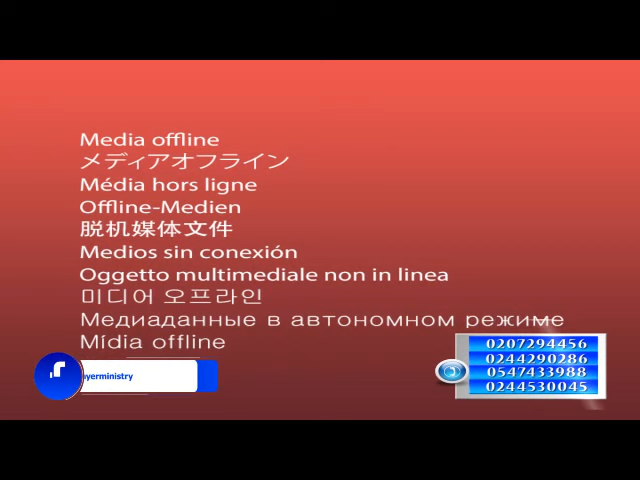 Media offline
メディアオフライン
Média hors ligne
Offline-Medien
脱机媒体文件
Medios sin conexión
Oggetto multimediale non in linea
미디어 오프라인
Медиаданные в автономном режиме
Mídia offline
0207294456
0244290286
0547433988
0244530045
ayerministry